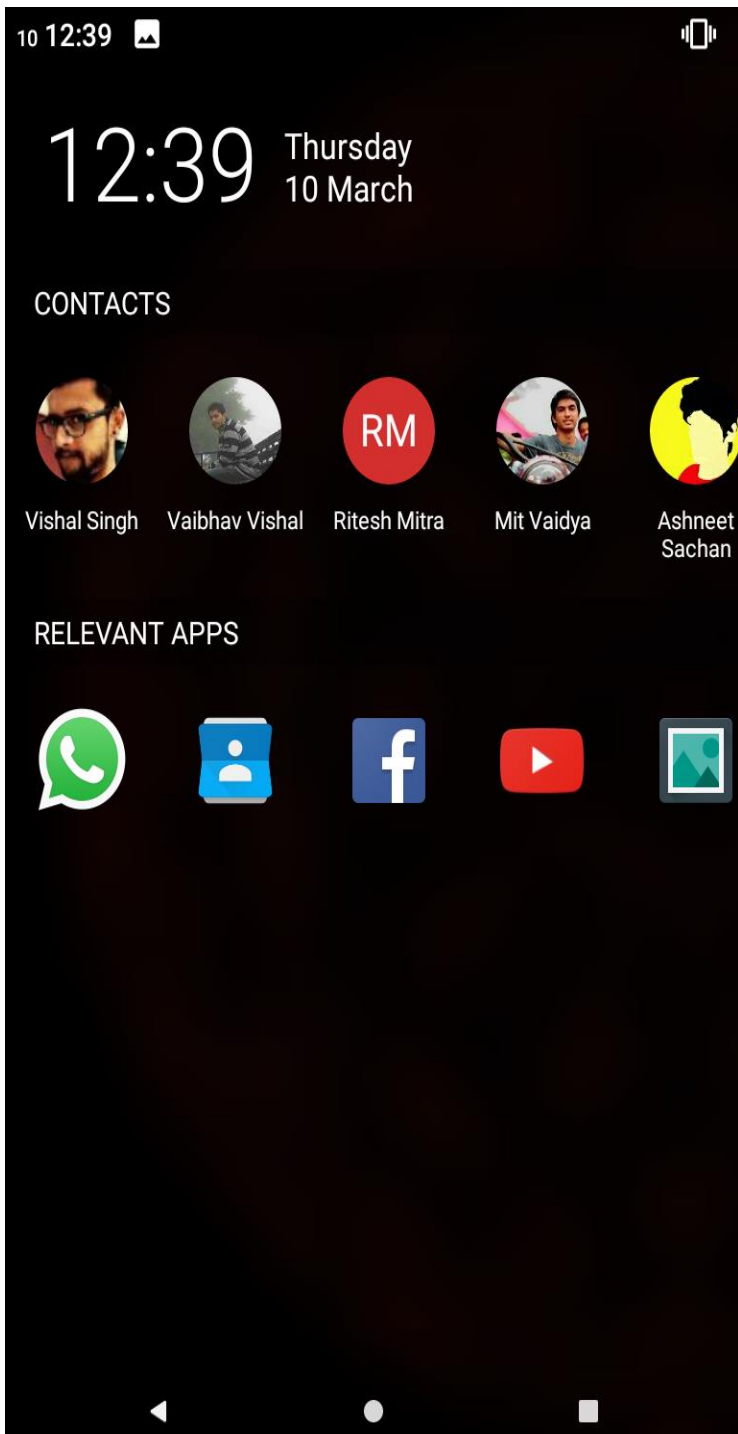 10 12:39
12:39
Thursday
10 March
CONTACTS
RM
Vishal Singh Vaibhav Vishal Ritesh Mitra Mit Vaidya Ashneet
Sachan
RELEVANT APPS